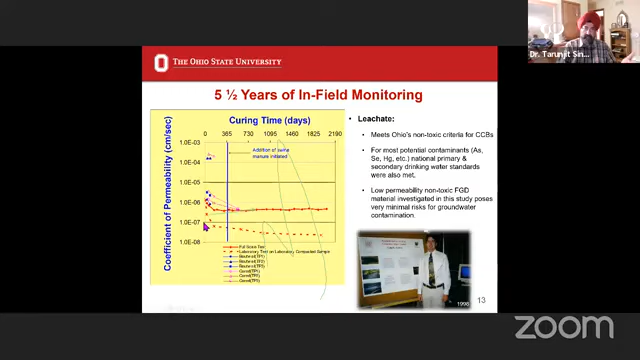 THE OHIO STATE UNIVERSITY
5 ½ Years of In-Field Monitoring
Curing Time (days)
0 365 730 1095 1460 1825 2190
1.0E-03
1.0E-04
1.0E-05
1.0E-06
1.0E-07
1.0E-08
Coefficient of Permeability (cm/sec)
Addition of swine
manure initiated
Full Scale Test
Laboratory Test on Laboratory Compacted Sample
• Leachate:
• Meets Ohio's non-toxic criteria for CCBs
• For most potential contaminants (As,
Se, Hg, etc.) national primary &
secondary drinking water standards
were also met.
• Low permeability non-toxic FGD
material investigated in this study poses
very minimal risks for groundwater
contamination.
1998
13
Dr. Tarunjit Sin...
zoom